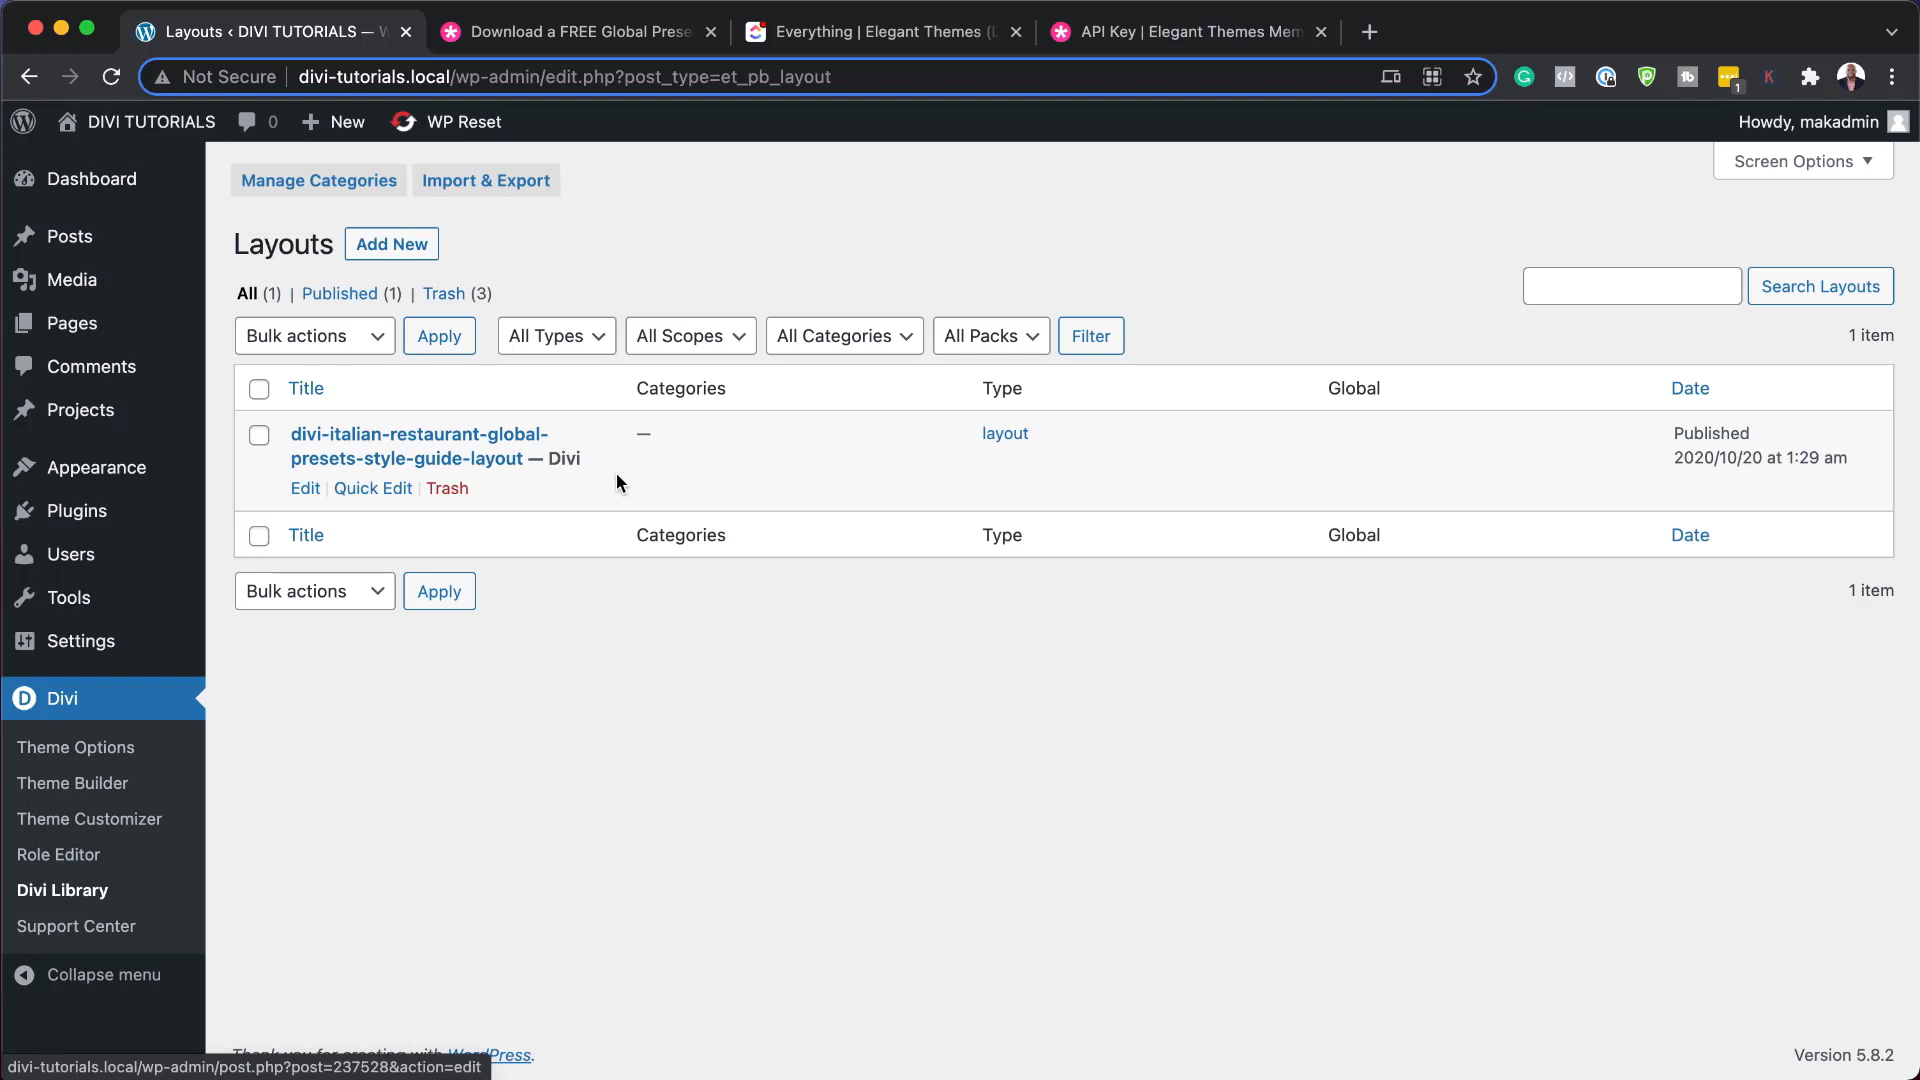 Layouts ‹ DIVI TUTORIALS — W
Download a FREE Global Prese
Everything | Elegant Themes (
API Key | Elegant Themes Mem
Not Secure
divi-tutorials.local/wp-admin/edit.php?post_type=et_pb_layout
1
DIVI TUTORIALS
0
New
WP Reset
Howdy, makadmin
Dashboard
Posts
Media
Pages
Comments
Projects
Appearance
Plugins
Users
Tools
Settings
Divi
Theme Options
Theme Builder
Theme Customizer
Role Editor
Divi Library
Support Center
Collapse menu
Manage Categories
Import & Export
Screen Options ▼
Layouts
Add New
All (1) | Published (1) | Trash (3)
Search Layouts
Bulk actions
Apply
All Types
All Scopes
All Categories
All Packs
Filter
1 item
Title
Categories
Type
Global
Date
divi-italian-restaurant-global-
presets-style-guide-layout — Divi
Edit | Quick Edit | Trash
—
layout
Published
2020/10/20 at 1:29 am
Title
Categories
Type
Global
Date
Bulk actions
Apply
1 item
Thank you for creating with WordPress.
Version 5.8.2
divi-tutorials.local/wp-admin/post.php?post=237528&action=edit